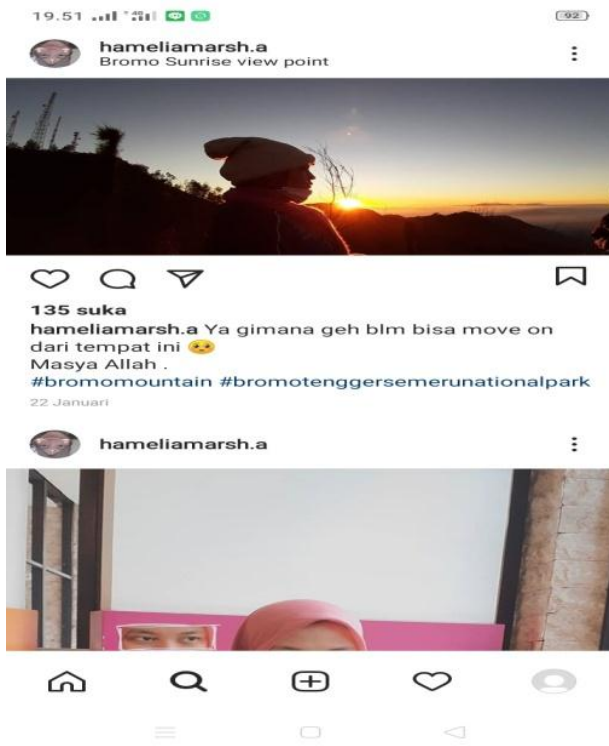 19.51
92
hameliamarsh.a
Bromo Sunrise view point
135 suka
hameliamarsh.a Ya gimana geh blm bisa move on
dari tempat ini 🥺
Masya Allah .
#bromomountain #bromotenggersemerunationalpark
22 Januari
hameliamarsh.a